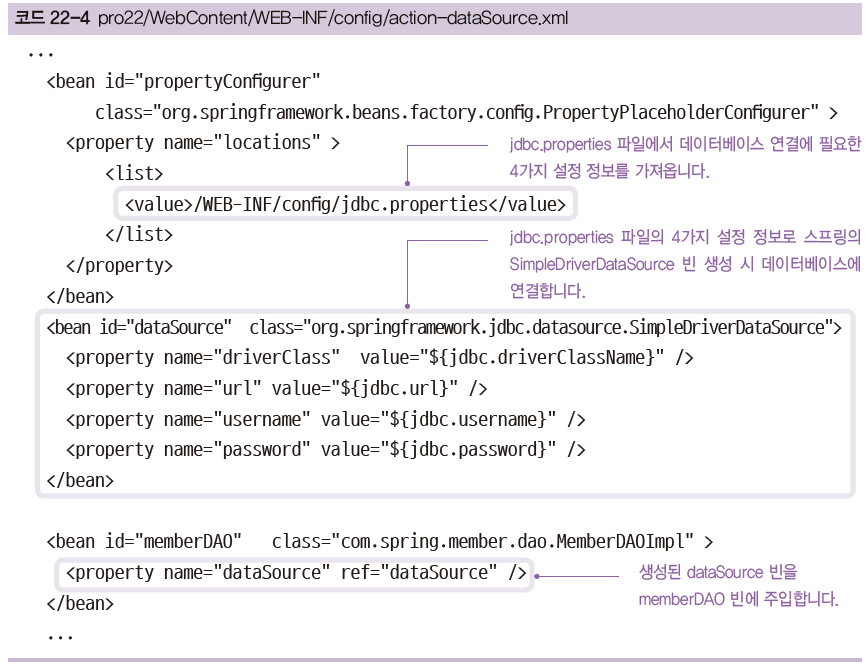 코드 22-4 pro22/WebContent/WEB-INF/config/action-dataSource.xml
...
<bean id="propertyConfigurer"
class="org.springframework.beans.factory.config.PropertyPlaceholderConfigurer" >
<property name="locations" >
jdbc.properties 파일에서 데이터베이스 연결에 필요한
4가지 설정 정보를 가져옵니다.
<list>
<value>/WEB-INF/config/jdbc.properties</value>
</list>
jdbc.properties 파일의 4가지 설정 정보로 스프링의
SimpleDriverDataSource 빈 생성 시 데이터베이스에
연결합니다.
</property>
</bean>
<bean id="dataSource" class="org.springframework.jdbc.datasource.SimpleDriverDataSource">
<property name="driverClass" value="${jdbc.driverClassName}" />
<property name="url" value="${jdbc.url}" />
<property name="username" value="${jdbc.username}" />
<property name="password" value="${jdbc.password}" />
</bean>
<bean id="memberDAO" class="com.spring.member.dao.MemberDAOImpl" >
<property name="dataSource" ref="dataSource" />
생성된 dataSource 빈을
memberDAO 빈에 주입합니다.
</bean>
...